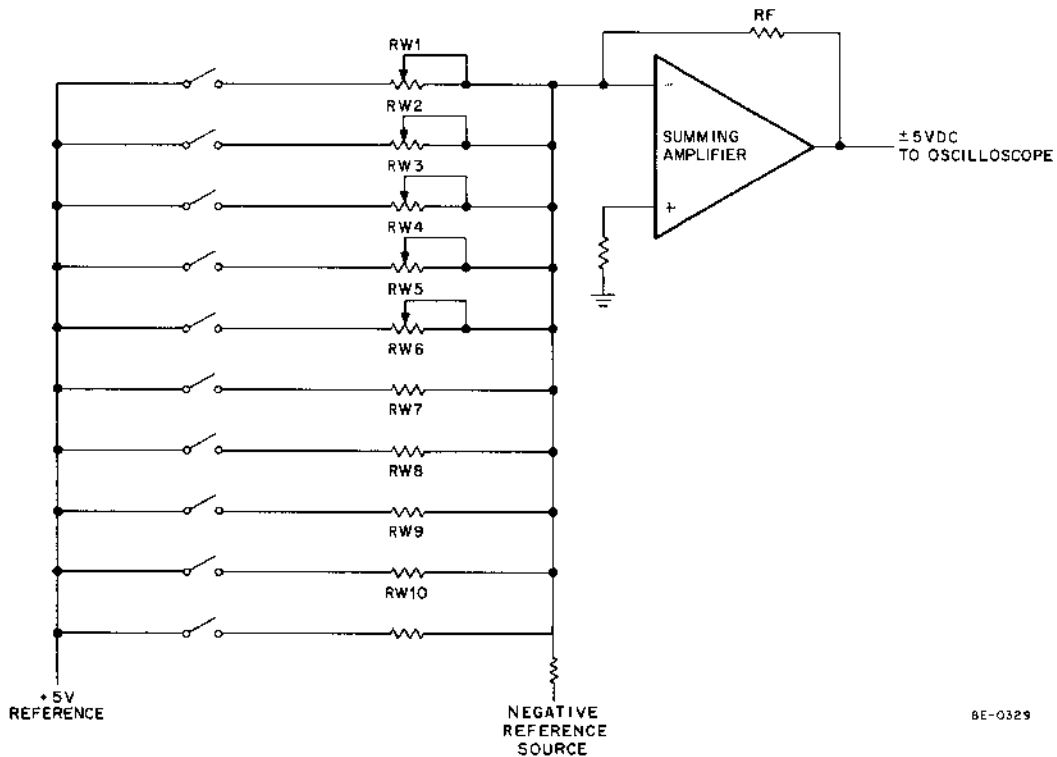 RW1
RF
RW2
-
SUMMING
AMPLIFIER
±5VDC
TO OSCILLOSCOPE
RW3
+
RW4
RW5
RW6
RW7
RW8
RW9
RW10
+5V
REFERENCE
NEGATIVE
REFERENCE
SOURCE
BE-0329